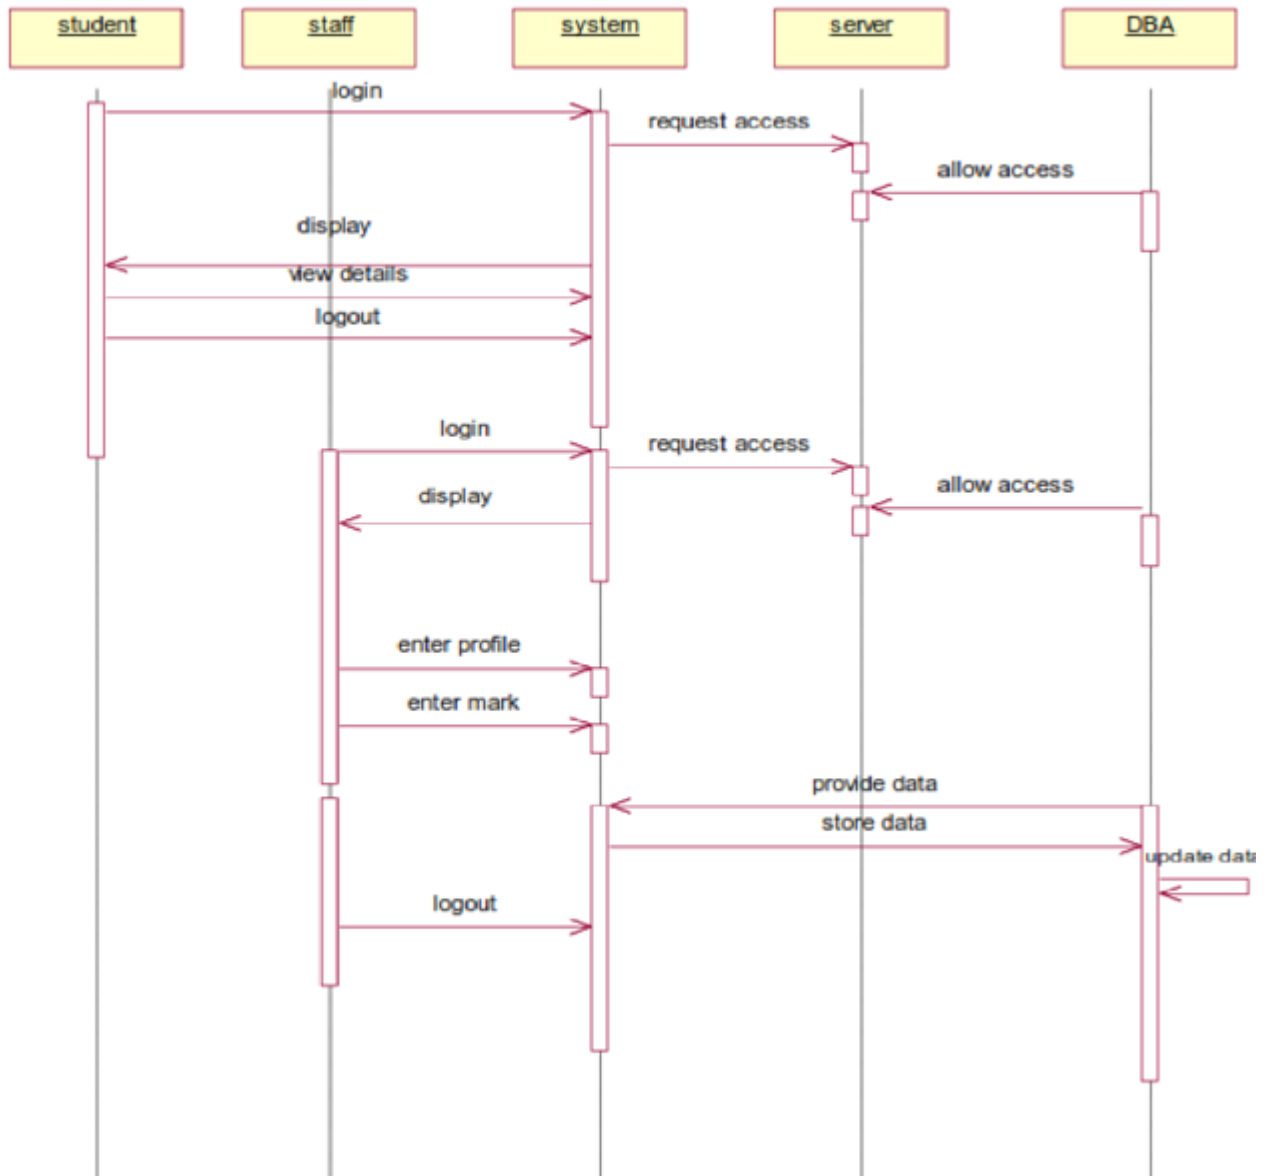 student
staff
system
server
DBA
login
request access
allow access
display
view details
logout
login
request access
allow access
display
enter profile
enter mark
provide data
store data
update data
logout